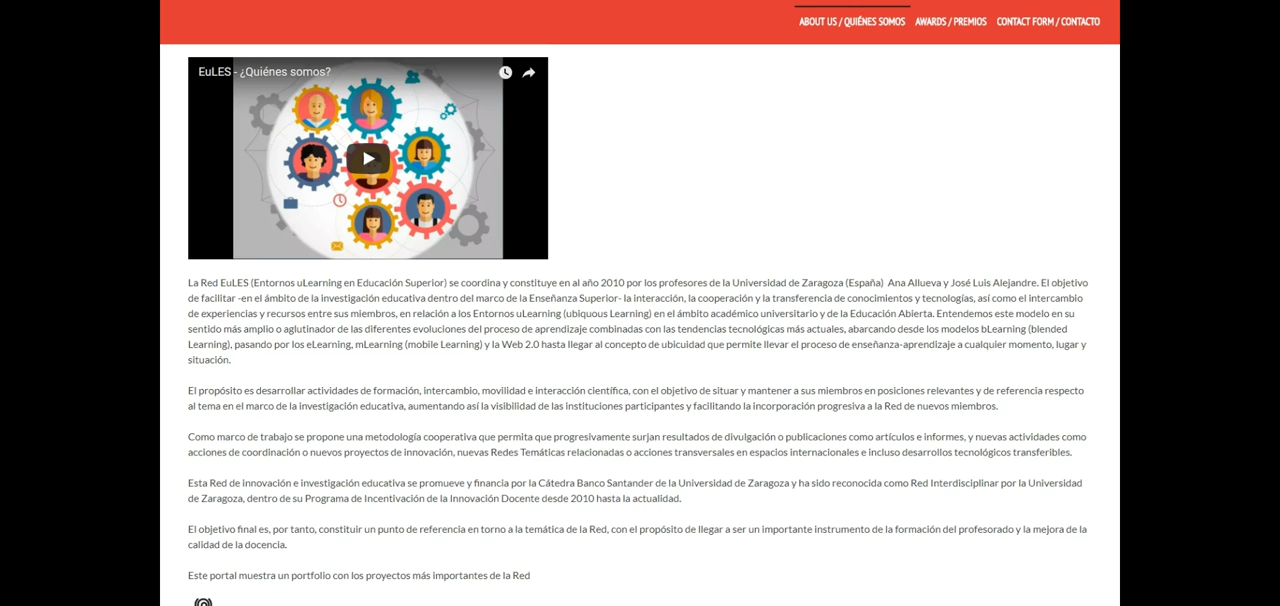 ABOUT US / QUIÉNES SOMOS AWARDS / PREMIOS CONTACT FORM / CONTACTO
EuLES - ¿Quiénes somos?
La Red EuLES (Entornos uLearning en Educación Superior) se coordina y constituye en al año 2010 por los profesores de la Universidad de Zaragoza (España) Ana Allueva y José Luis Alejandre. El objetivo
de facilitar -en el ámbito de la investigación educativa dentro del marco de la Enseñanza Superior- la interacción, la cooperación y la transferencia de conocimientos y tecnologías, así como el intercambio
de experiencias y recursos entre sus miembros, en relación a los Entornos uLearning (ubiquous Learning) en el ámbito académico universitario y de la Educación Abierta. Entendemos este modelo en su
sentido más amplio o aglutinador de las diferentes evoluciones del proceso de aprendizaje combinadas con las tendencias tecnológicas más actuales, abarcando desde los modelos bLearning (blended
Learning), pasando por los eLearning, mLearning (mobile Learning) y la Web 2.0 hasta llegar al concepto de ubicuidad que permite llevar el proceso de enseñanza-aprendizaje a cualquier momento, lugar y
situación.
El propósito es desarrollar actividades de formación, intercambio, movilidad e interacción científica, con el objetivo de situar y mantener a sus miembros en posiciones relevantes y de referencia respecto
al tema en el marco de la investigación educativa, aumentando así la visibilidad de las instituciones participantes y facilitando la incorporación progresiva a la Red de nuevos miembros.
Como marco de trabajo se propone una metodología cooperativa que permita que progresivamente surjan resultados de divulgación o publicaciones como artículos e informes, y nuevas actividades como
acciones de coordinación o nuevos proyectos de innovación, nuevas Redes Temáticas relacionadas o acciones transversales en espacios internacionales e incluso desarrollos tecnológicos transferibles.
Esta Red de innovación e investigación educativa se promueve y financia por la Cátedra Banco Santander de la Universidad de Zaragoza y ha sido reconocida como Red Interdisciplinar por la Universidad
de Zaragoza, dentro de su Programa de Incentivación de la Innovación Docente desde 2010 hasta la actualidad.
El objetivo final es, por tanto, constituir un punto de referencia en torno a la temática de la Red, con el propósito de llegar a ser un importante instrumento de la formación del profesorado y la mejora de la
calidad de la docencia.
Este portal muestra un portfolio con los proyectos más importantes de la Red